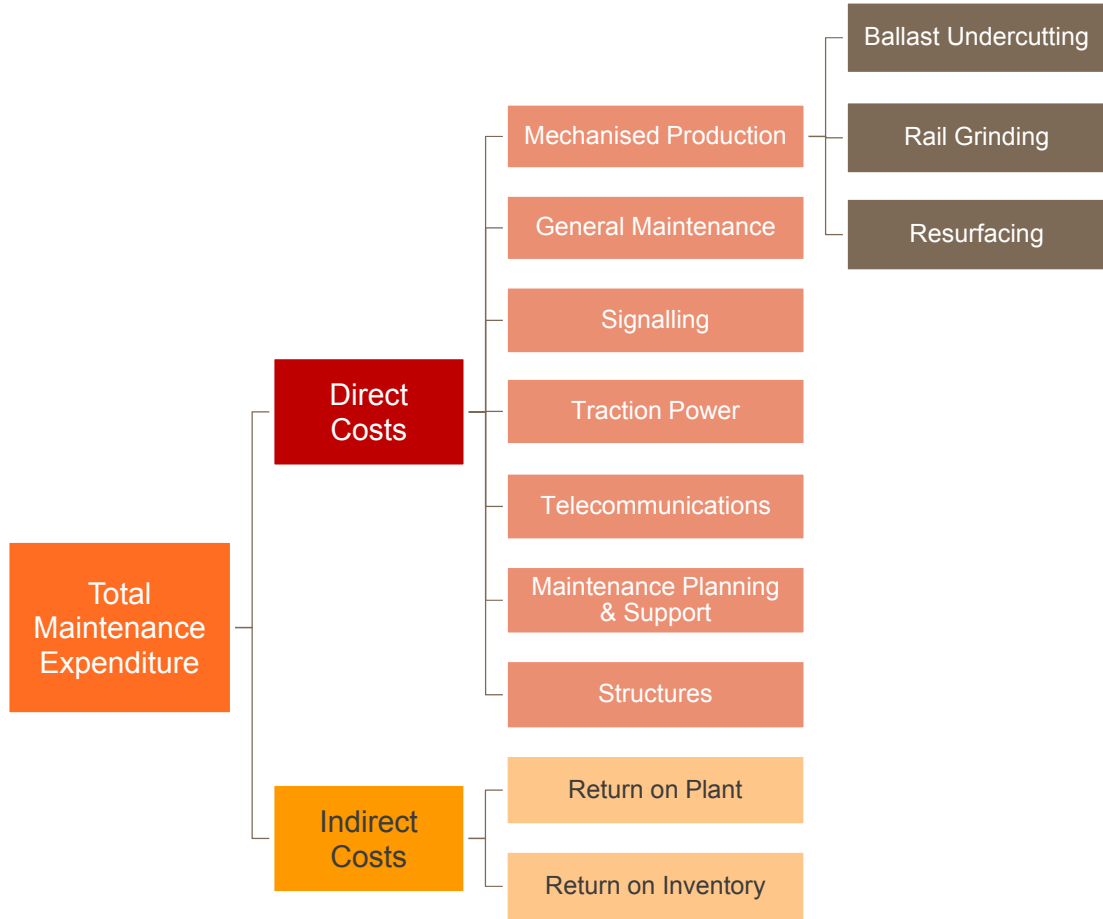 Ballast Undercutting
Mechanised Production
Rail Grinding
General Maintenance
Resurfacing
Signalling
Direct
Costs
Traction Power
Telecommunications
Total
Maintenance
Expenditure
Maintenance Planning
& Support
Structures
Return on Plant
Indirect
Costs
Return on Inventory